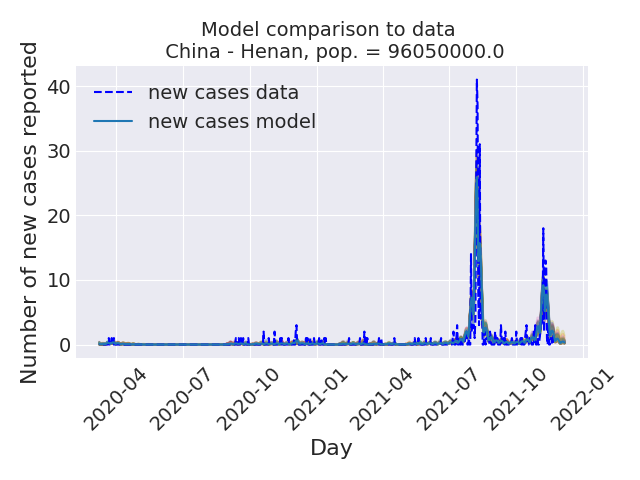 Model comparison to data
China - Henan, pop. = 96050000.0
Number of new cases reported
40
30
20
10
0
new cases data
new cases model
2020-04
2020-07
2020-10
2021-01
2021-04
2021-07
2021-10
2022-01
Day